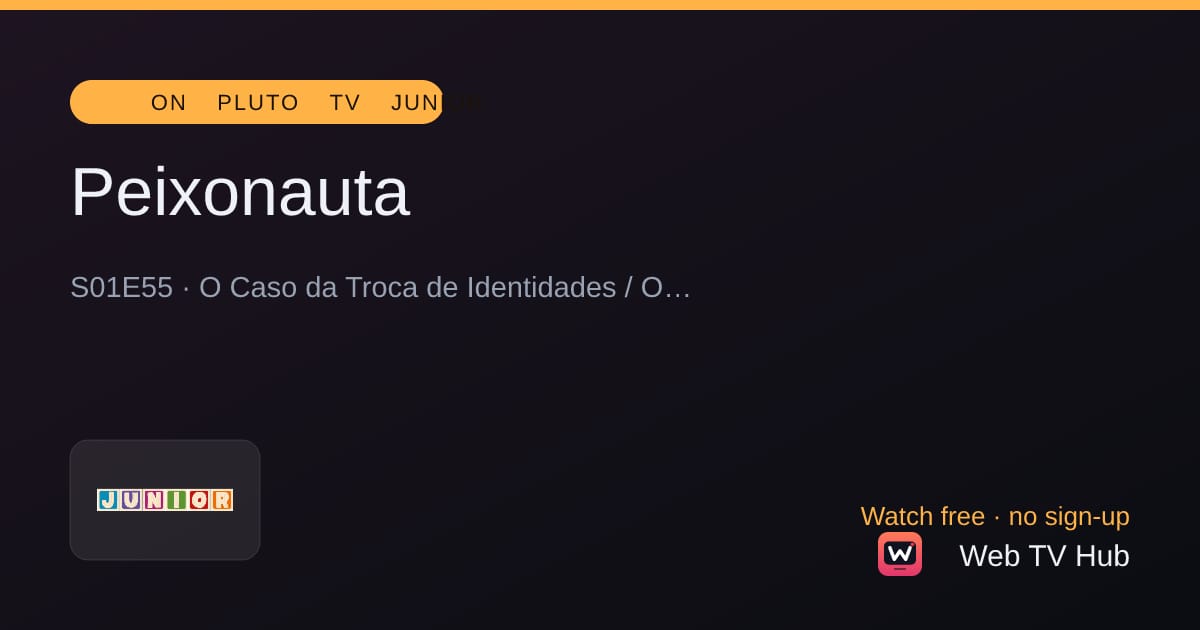 ON PLUTO TV JUNIOR
Peixonauta
S01E55 · O Caso da Troca de Identidades / O…
JUNIOR
Watch free · no sign-up
W
Web TV Hub